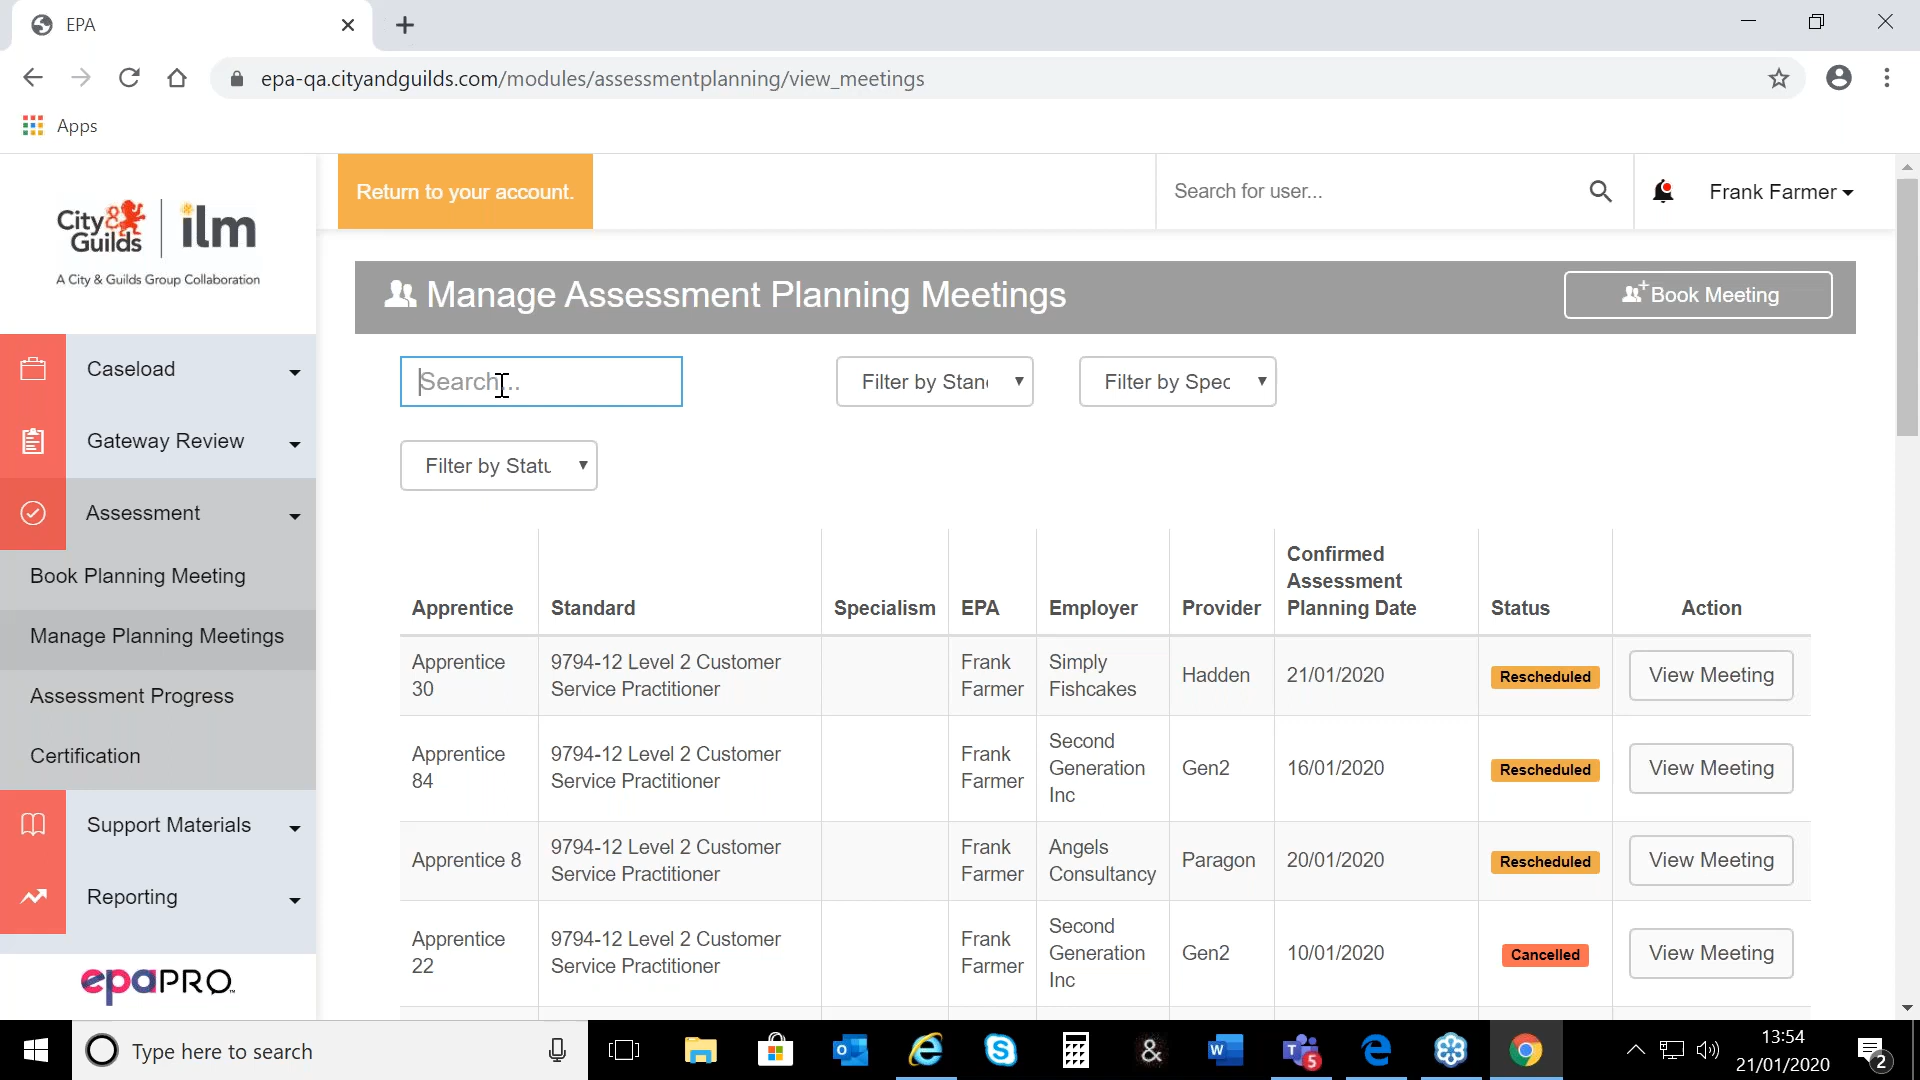 EPA
epa-qa.cityandguilds.com/modules/assessmentplanning/view_meetings
Apps
City & Guilds
ilm
A City & Guilds Group Collaboration
Return to your account.
Search for user...
Frank Farmer
Manage Assessment Planning Meetings
Book Meeting
Caseload
Gateway Review
Assessment
Book Planning Meeting
Manage Planning Meetings
Assessment Progress
Certification
Support Materials
Reporting
epaPRO
Search...
Filter by Stan
Filter by Spec
Filter by Statu
Apprentice Standard Specialism EPA Employer Provider Confirmed Assessment Planning Date Status Action
Apprentice 30 9794-12 Level 2 Customer Service Practitioner Frank Farmer Simply Fishcakes Hadden 21/01/2020 Rescheduled View Meeting
Apprentice 84 9794-12 Level 2 Customer Service Practitioner Frank Farmer Second Generation Inc Gen2 16/01/2020 Rescheduled View Meeting
Apprentice 8 9794-12 Level 2 Customer Service Practitioner Frank Farmer Angels Consultancy Paragon 20/01/2020 Rescheduled View Meeting
Apprentice 22 9794-12 Level 2 Customer Service Practitioner Frank Farmer Second Generation Inc Gen2 10/01/2020 Cancelled View Meeting
Type here to search
5
13:54
21/01/2020
2